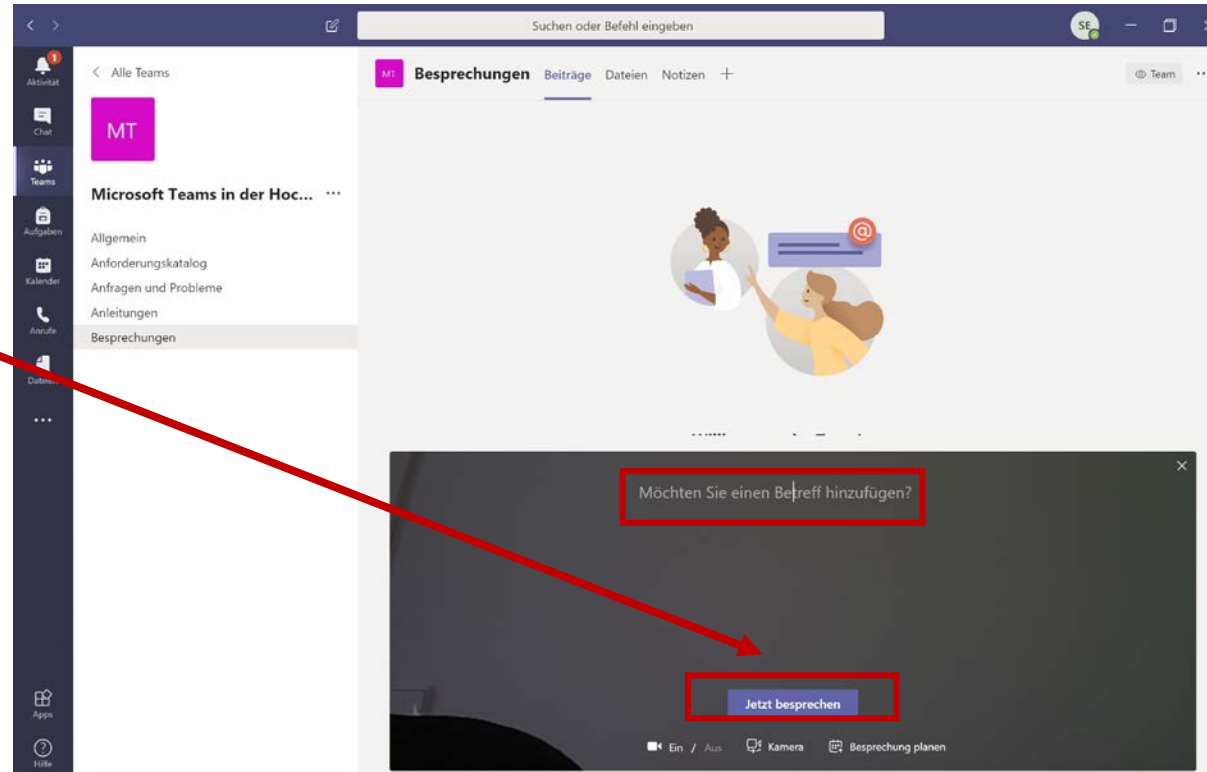 Suchen oder Befehl eingeben
SE
1
Aktivität
Chat
Teams
Aufgaben
Kalender
Anrufe
...
Apps
Hilfe
Alle Teams
MT
Microsoft Teams in der Hoc... ...
Allgemein
Anforderungskatalog
Anfragen und Probleme
Anleitungen
Besprechungen
MT Besprechungen Beiträge Dateien Notizen + Team ...
@
Möchten Sie einen Betreff hinzufügen?
Jetzt besprechen
Ein / Aus Kamera Besprechung planen